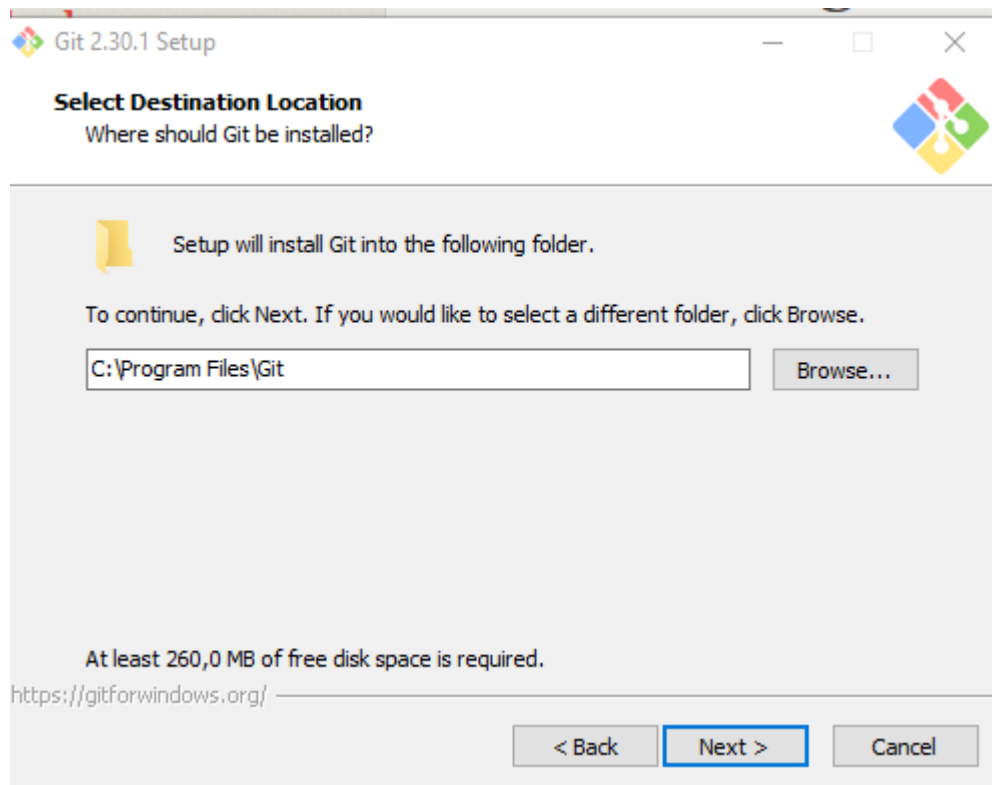 Git 2.30.1 Setup
Select Destination Location
Where should Git be installed?
Setup will install Git into the following folder.
To continue, click Next. If you would like to select a different folder, click Browse.
C:\Program Files\Git
Browse...
At least 260,0 MB of free disk space is required.
https://gitforwindows.org/
< Back
Next >
Cancel